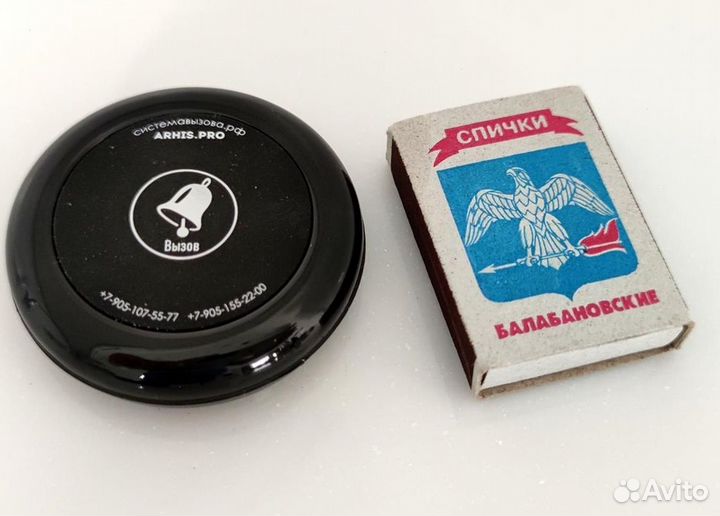 системавызова.рф
ARHIS.PRO
Вызов
+7-905-107-55-77 +7-905-155-22-00
СПИЧКИ
БАЛАБАНОВСКИЕ
Avito